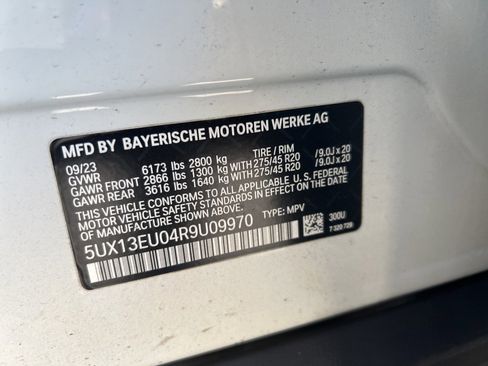 MFD BY BAYERISCHE MOTOREN WERKE AG
09/23 TIRE / RIM
GVWR 6173 lbs 2800 kg
GAWR FRONT 2866 lbs 1300 kg WITH 275/45 R20 / 9.0J x 20
GAWR REAR 3616 lbs 1640 kg WITH 275/45 R20 / 9.0J x 20
THIS VEHICLE CONFORMS TO ALL APPLICABLE U.S. FEDERAL
MOTOR VEHICLE SAFETY STANDARDS IN EFFECT
ON THE DATE OF MANUFACTURE SHOWN ABOVE.
5UX13EU04R9U09970 TYPE: MPV 300U
7 320 720